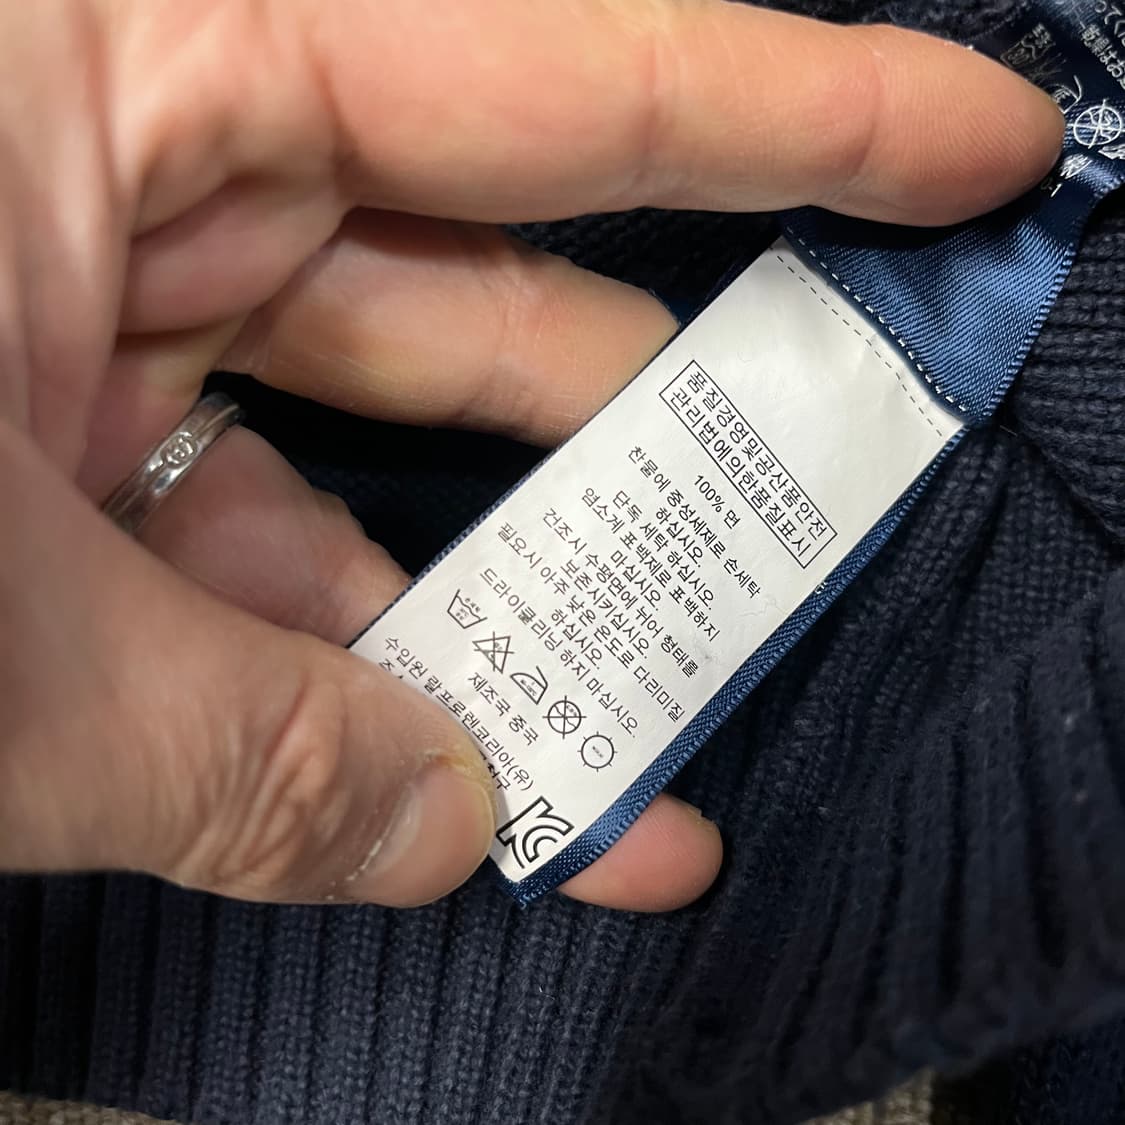 품질경영및공산품안전
관리법에의한품질표시
100% 면
찬물에 중성세제로 손세탁
하십시오
단독 세탁 하십시오.
염소계 표백제로 표백하지
마십시오.
건조시 수평면에 뉘어 형태를
보존시키십시오.
필요시 아주 낮은 온도로 다리미질
하십시오.
드라이클리닝 하지 마십시오
제조국 중국
수입원 랄프로렌코리아(유)